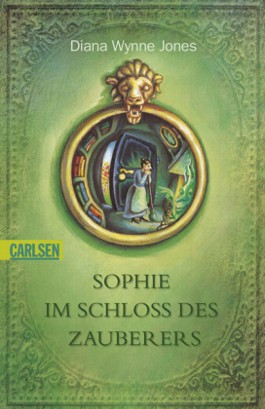 Diana Wynne Jones
CARLSEN
SOPHIE
IM SCHLOSS DES
ZAUBERERS